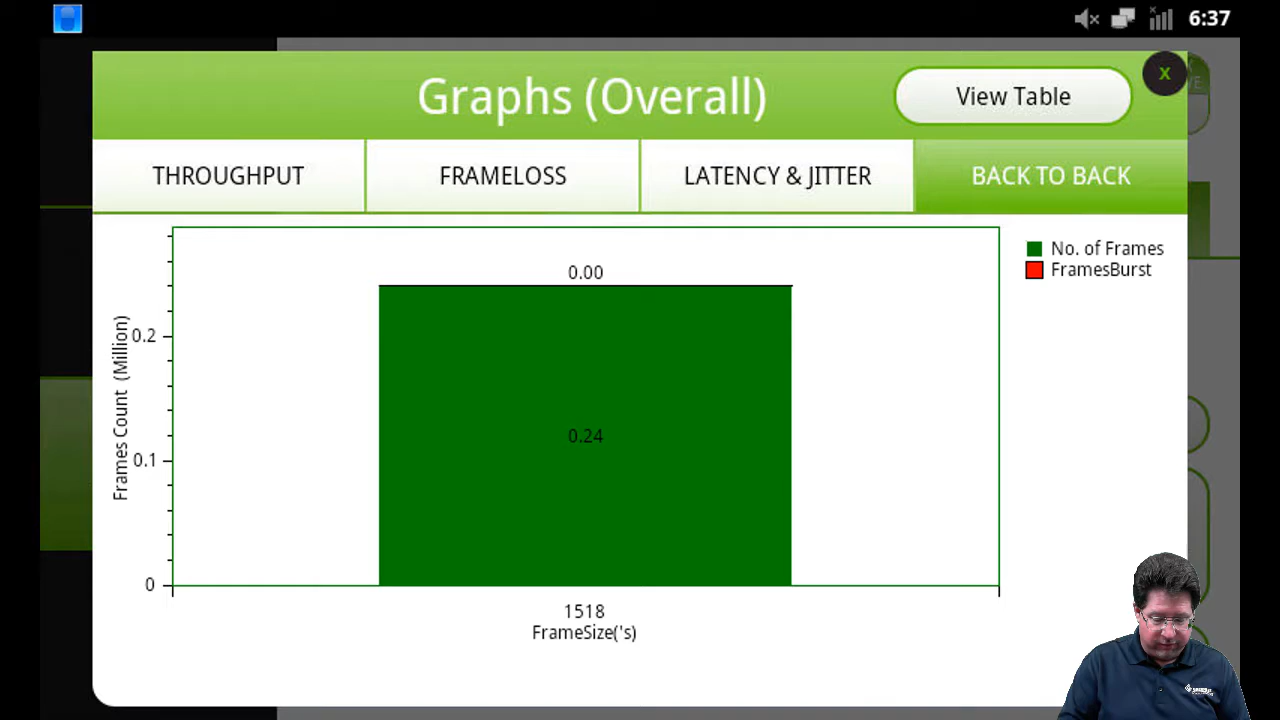 6:37
Graphs (Overall)
View Table
X
THROUGHPUT
FRAMELOSS
LATENCY & JITTER
BACK TO BACK
No. of Frames
FramesBurst
0.00
0.24
Frames Count (Million)
0.2
0.1
0
1518
FrameSize('s)